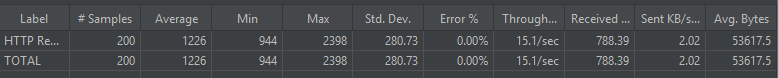 Label # Samples Average Min Max Std. Dev. Error % Through... Received ... Sent KB/s... Avg. Bytes
HTTP Re... 200 1226 944 2398 280.73 0.00% 15.1/sec 788.39 2.02 53617.5
TOTAL 200 1226 944 2398 280.73 0.00% 15.1/sec 788.39 2.02 53617.5